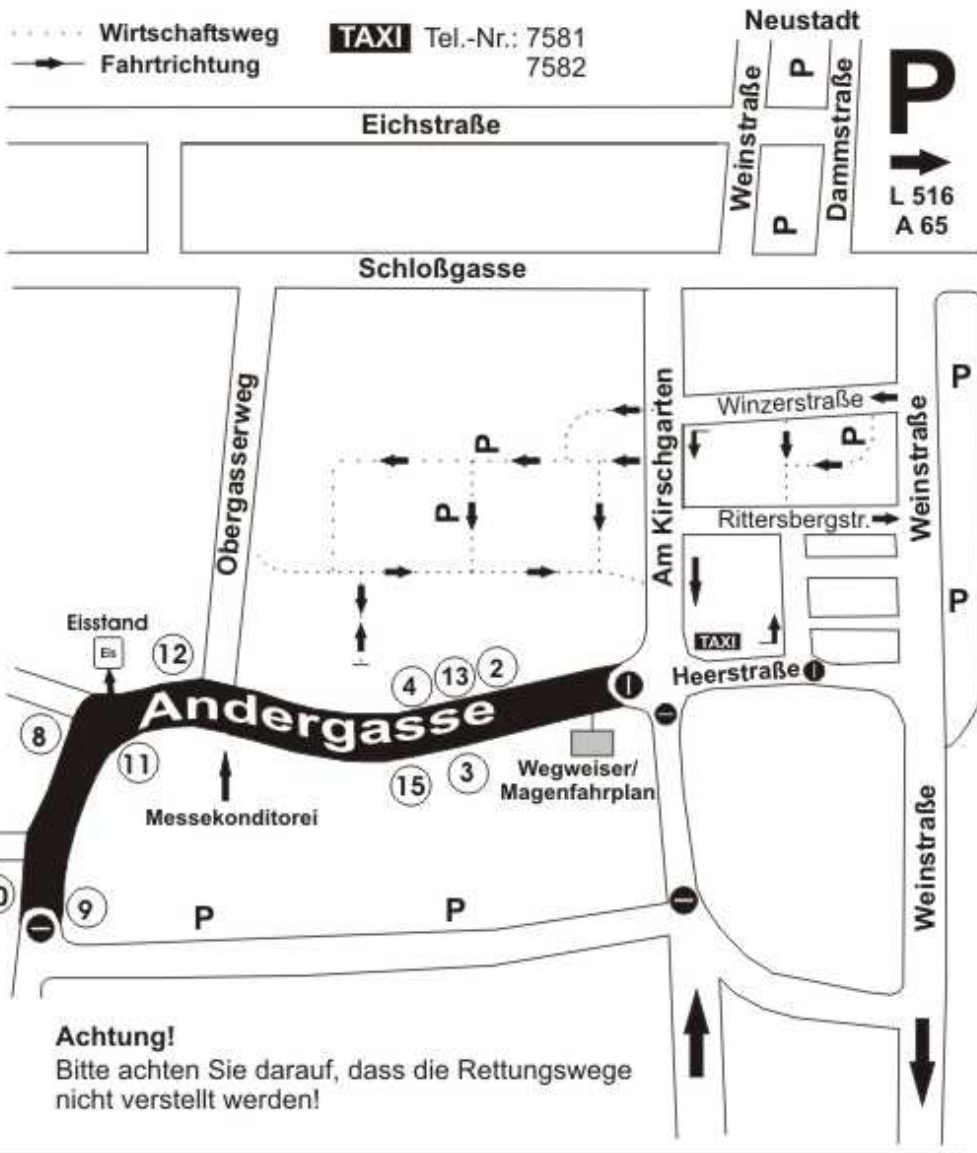 Wirtschaftsweg
Fahrtrichtung
TAXI Tel.-Nr.: 7581
7582
Neustadt
P
P
L 516
A 65
Eichstraße
Weinstraße
Dammstraße
P
Schloßgasse
Obergasserweg
Am Kirschgarten
Winzerstraße
P
P
P
P
Rittersbergstr.
Weinstraße
P
TAXI
Heerstraße
Eisstand
Eis
12
4
13
2
Andergasse
8
11
15
3
Wegweiser/
Magenfahrplan
Messekonditorei
Weinstraße
9
P
P
Achtung!
Bitte achten Sie darauf, dass die Rettungswege
nicht verstellt werden!